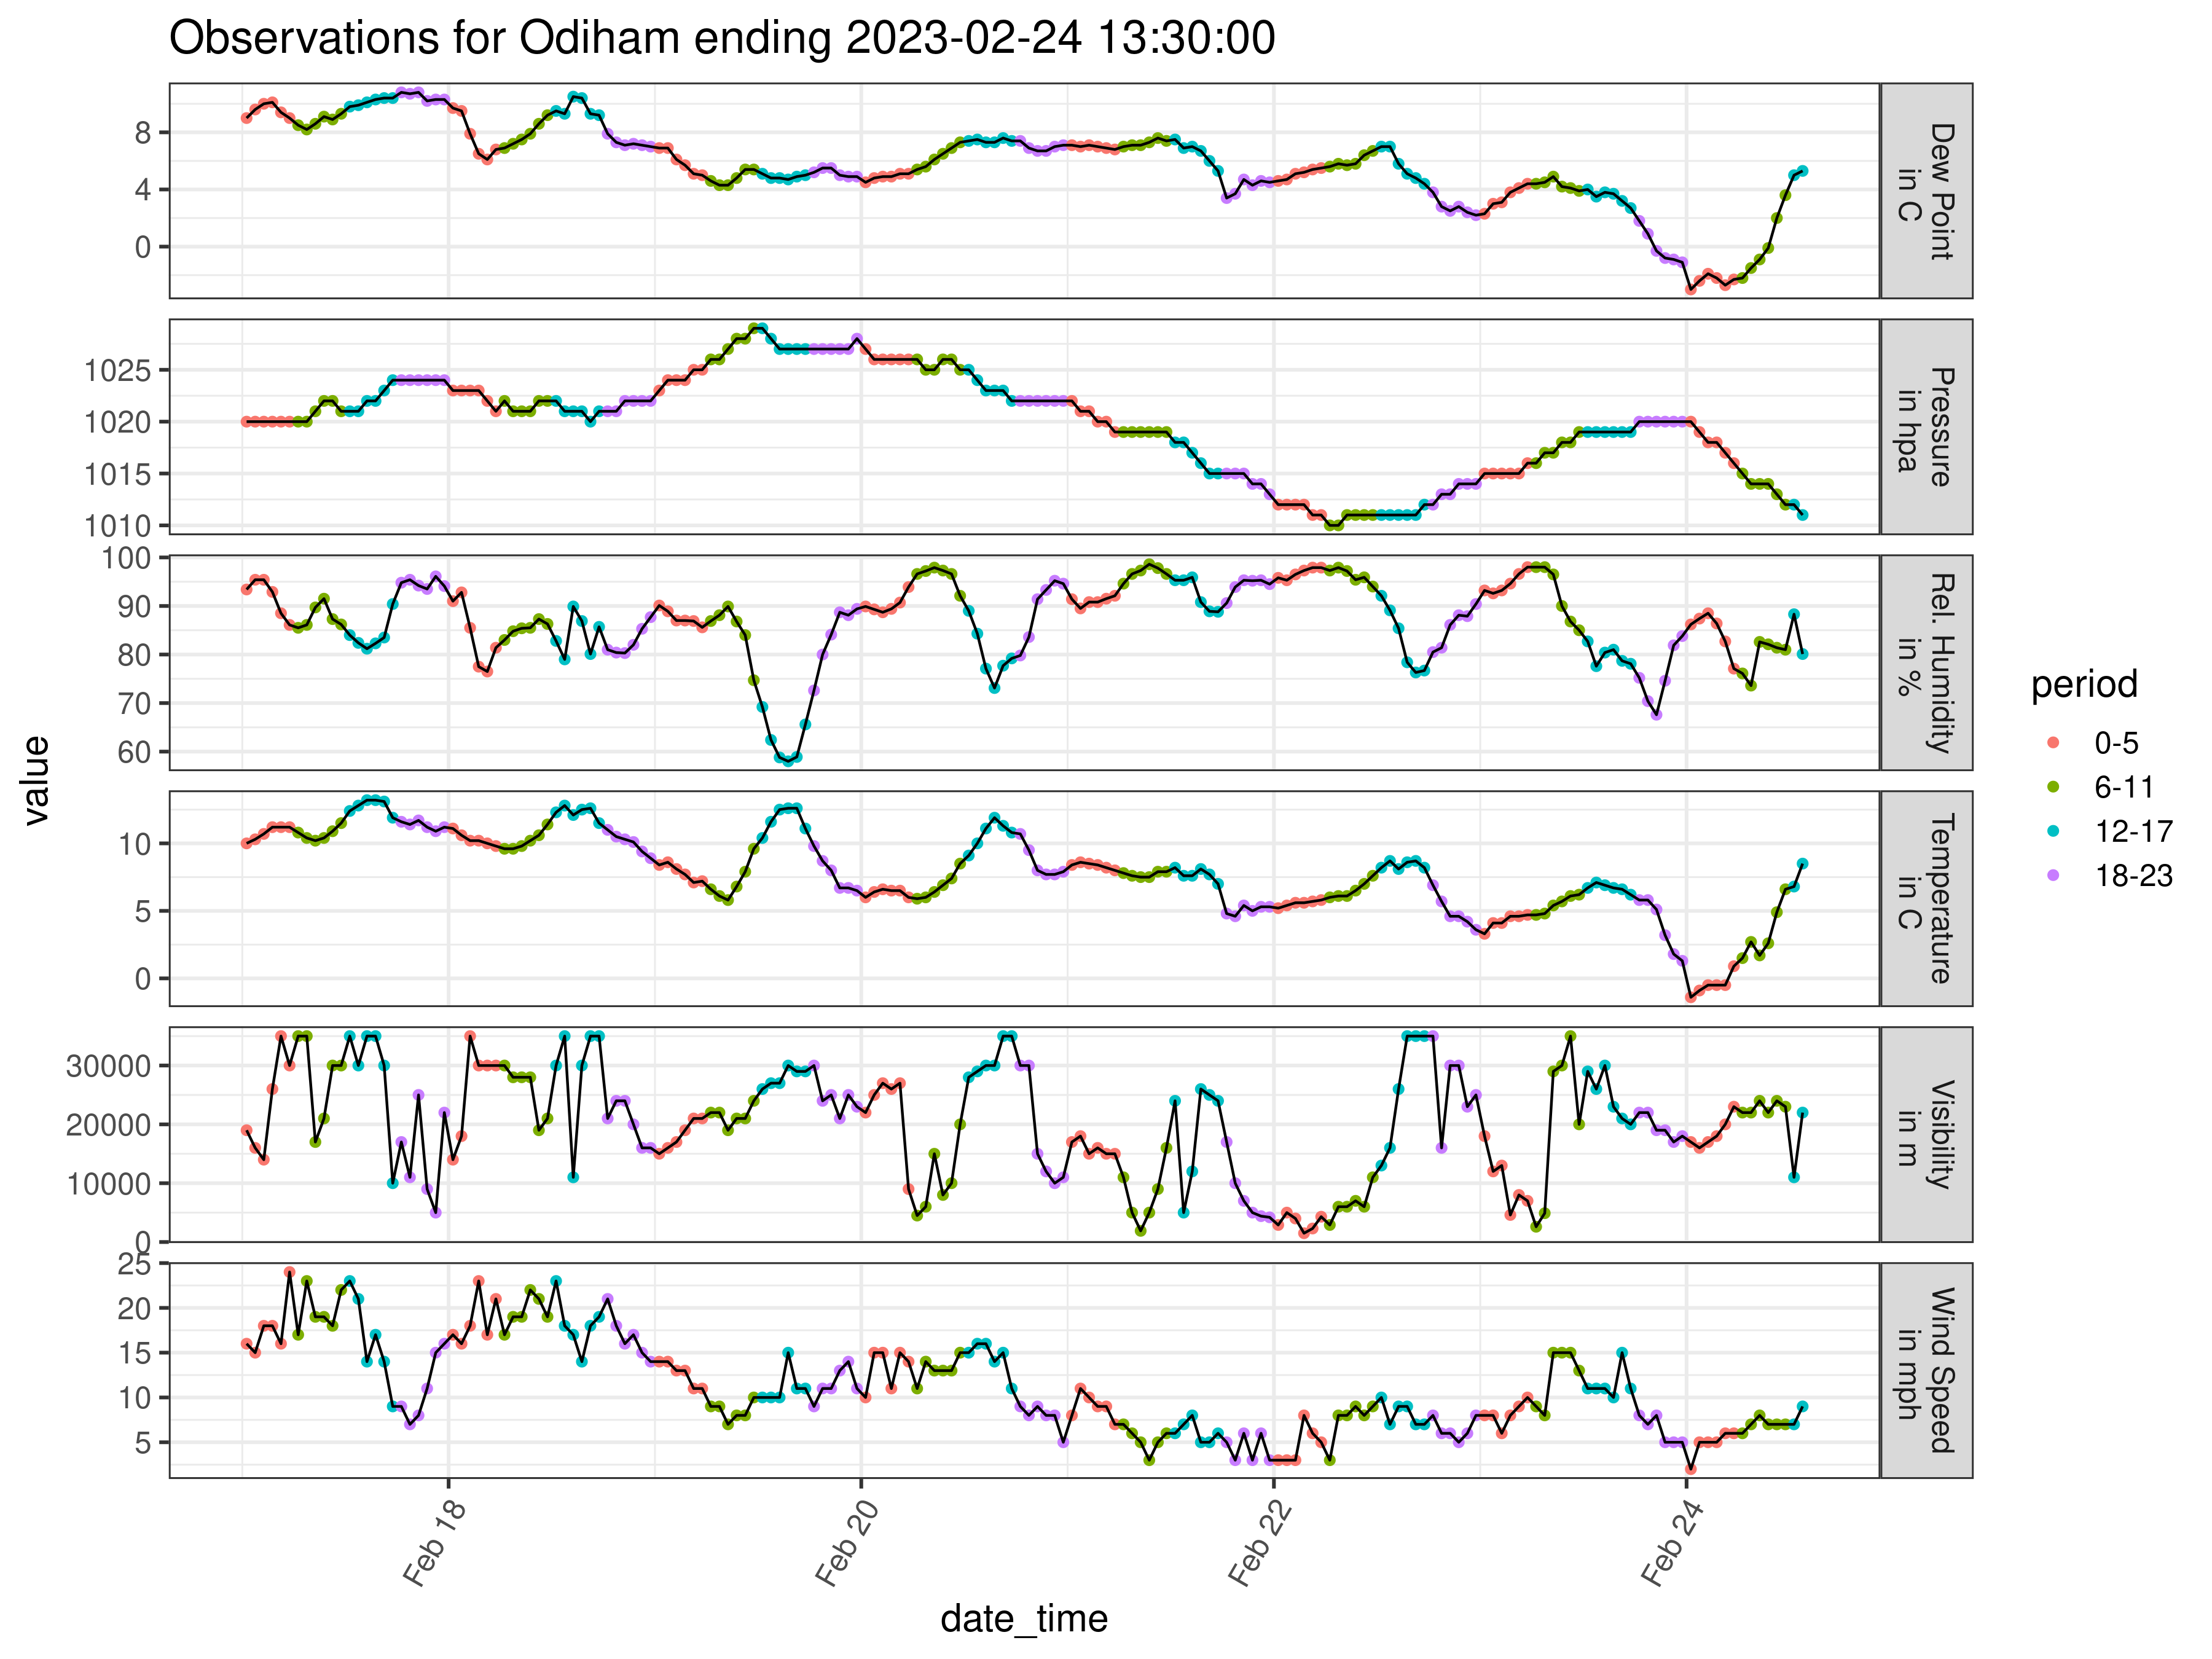 Observations for Odiham ending 2023-02-24 13:30:00
value
8
4
0
Dew Point
in C
1025
1020
1015
1010
Pressure
in hpa
100
90
80
70
60
Rel. Humidity
in %
10
5
0
Temperature
in C
30000
20000
10000
0
Visibility
in m
25
20
15
10
5
Wind Speed
in mph
Feb 18
Feb 20
Feb 22
Feb 24
date_time
period
0-5
6-11
12-17
18-23